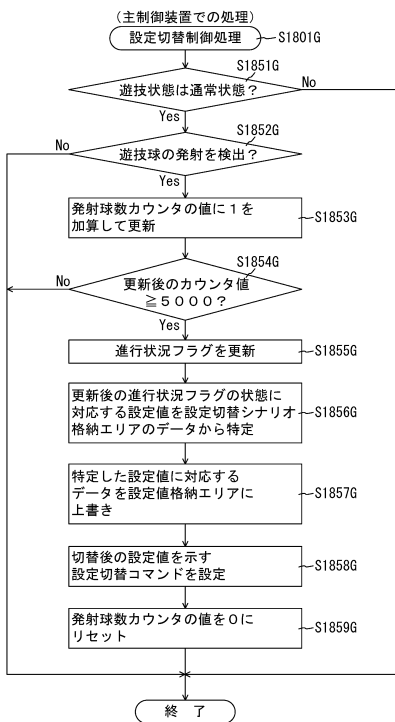 （主制御装置での処理）
設定切替制御処理
S1801G
S1851G
遊技状態は通常状態？
No
Yes
S1852G
No
遊技球の発射を検出？
Yes
発射球数カウンタの値に１を
加算して更新
S1853G
S1854G
No
更新後のカウンタ値
≧５０００？
Yes
進行状況フラグを更新
S1855G
更新後の進行状況フラグの状態に
対応する設定値を設定切替シナリオ
格納エリアのデータから特定
S1856G
特定した設定値に対応する
データを設定値格納エリアに
上書き
S1857G
切替後の設定値を示す
設定切替コマンドを設定
S1858G
発射球数カウンタの値を０に
リセット
S1859G
終　了